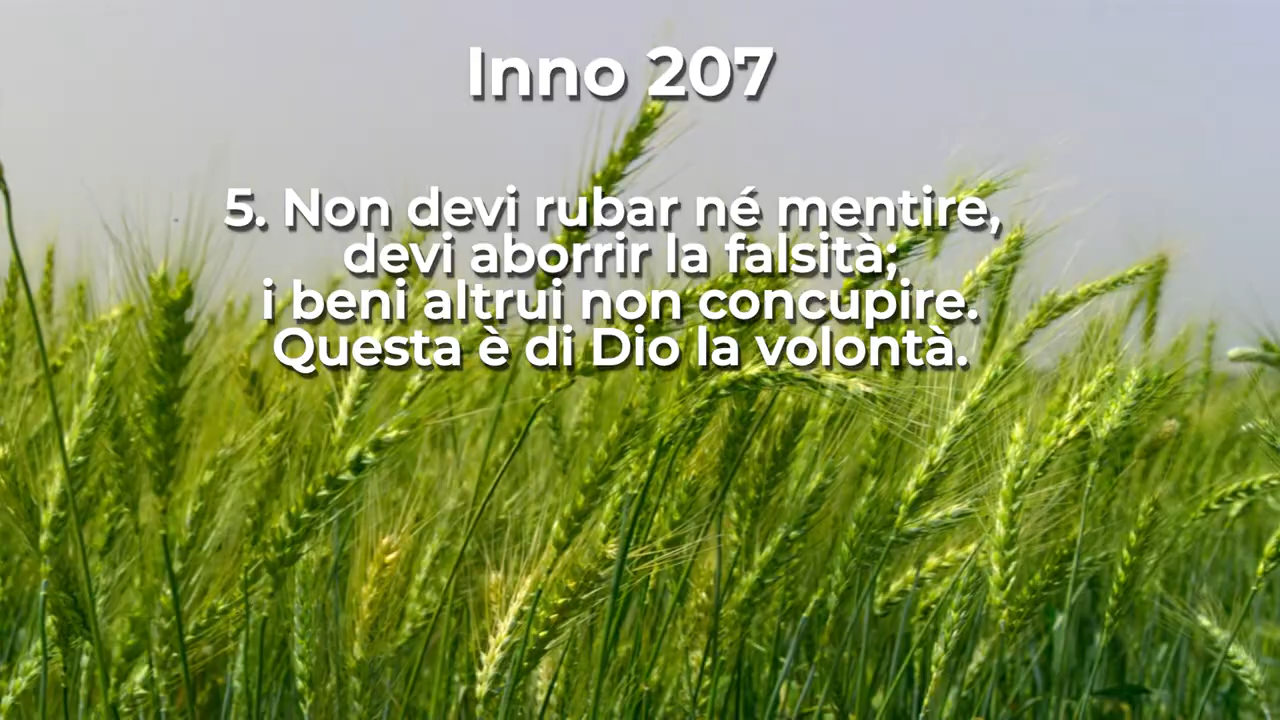 Inno 207
5. Non devi rubar né mentire,
devi aborrir la falsità;
i beni altrui non concupire.
Questa è di Dio la volontà.